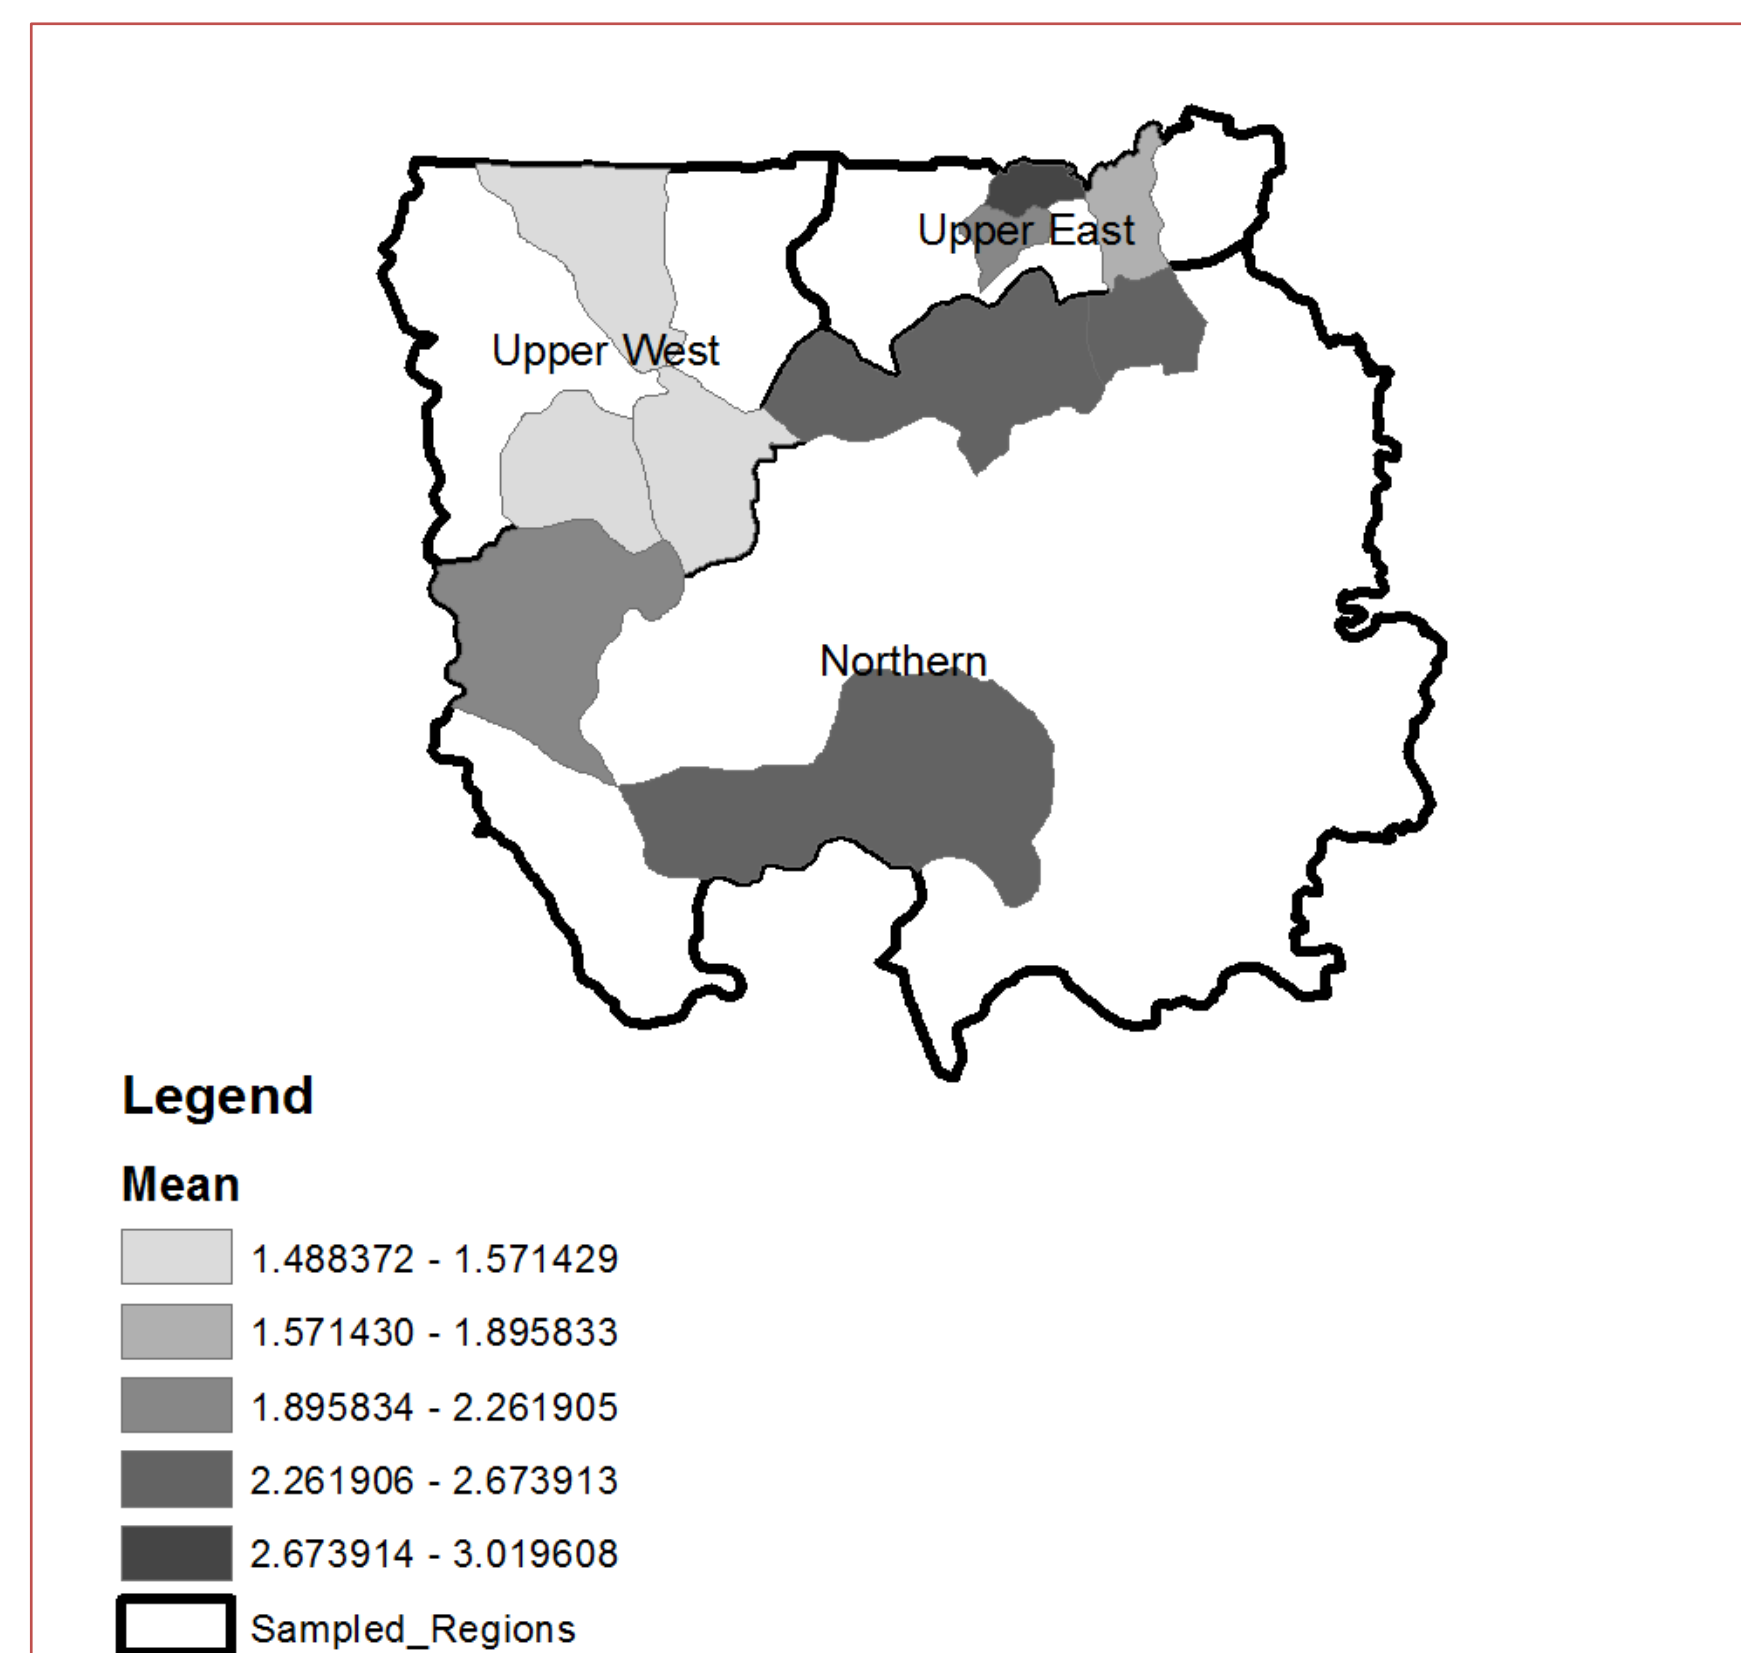 Upper East
Upper West
Northern
Legend
Mean
1.488372 - 1.571429
1.571430 - 1.895833
1.895834 - 2.261905
2.261906 - 2.673913
2.673914 - 3.019608
Sampled_Regions